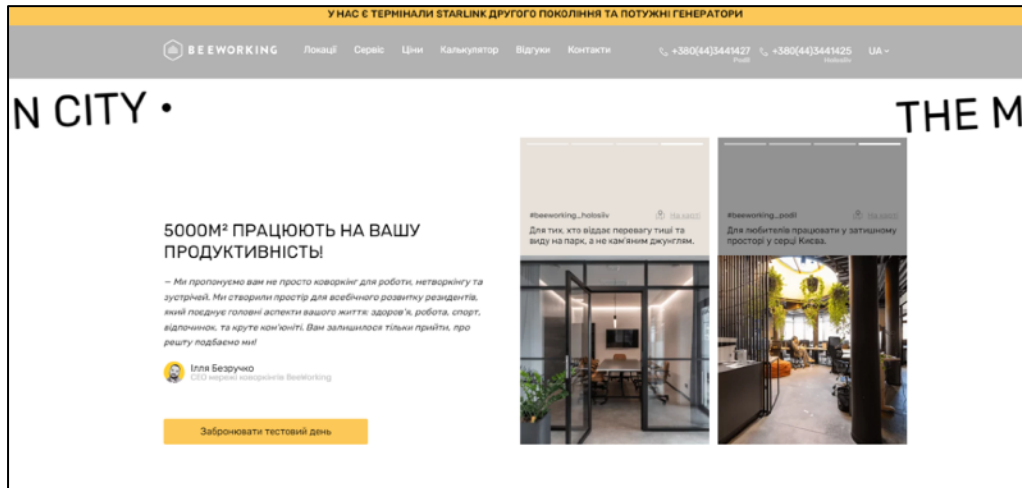 У НАС Є ТЕРМІНАЛИ STARLINK ДРУГОГО ПОКОЛІННЯ ТА ПОТУЖНІ ГЕНЕРАТОРИ
BEEWORKING Локації Сервіс Ціни Калькулятор Відгуки Контакти +380(44)3441427 +380(44)3441425 UA
Podil Holosiiv
N CITY •
THE M
#beeworking_holosiiv На карті
Для тих, хто віддає перевагу тиші та
виду на парк, а не кам'яним джунглям.
#beeworking_podil На карті
Для любителів працювати у затишному
просторі у серці Києва.
5000М² ПРАЦЮЮТЬ НА ВАШУ
ПРОДУКТИВНІСТЬ!
— Ми пропонуємо вам не просто коворкінг для роботи, нетворкінгу та
зустрічей. Ми створили простір для всебічного розвитку резидентів,
який поєднує головні аспекти вашого життя: здоров'я, робота, спорт,
відпочинок, та круте ком'юніті. Вам залишилося тільки прийти, про
решту подбаємо ми!
Ілля Безручко
CEO мережі коворкінгів BeeWorking
Забронювати тестовий день